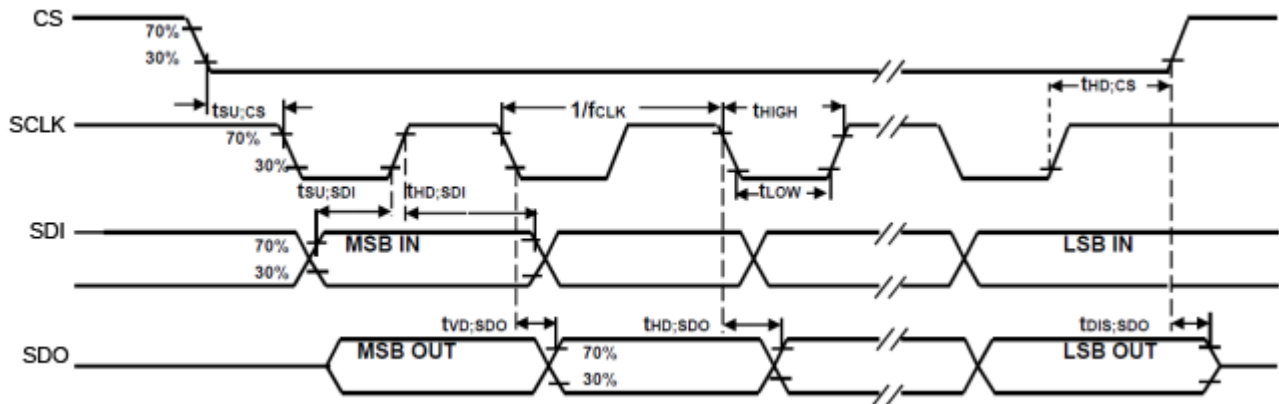 CS
70%
30%
tSU;CS
1/fCLK
tHIGH
tHD;CS
SCLK
70%
30%
tSU;SDI
tHD;SDI
tLOW
SDI
70%
MSB IN
LSB IN
30%
tVD;SDO
tHD;SDO
tDIS;SDO
SDO
MSB OUT
70%
LSB OUT
30%